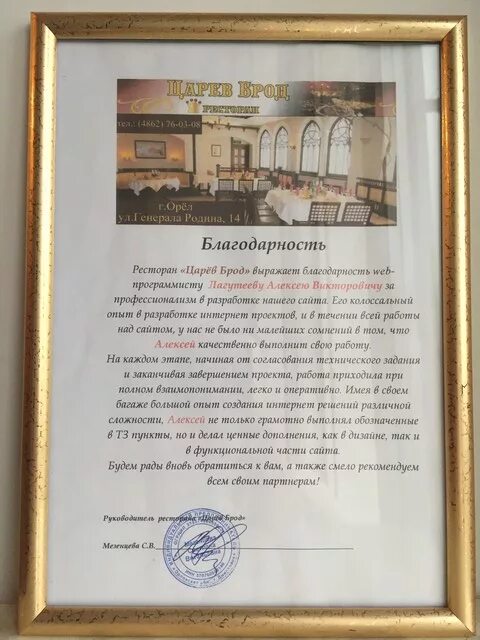 Царев Брод
ресторан
тел.: (4862) 76-03-08
г.Орёл
ул.Генерала Родина, 14
Благодарность
Ресторан «Царёв Брод» выражает благодарность web-
программисту Лагутееву Алексею Викторовичу за
профессионализм в разработке нашего сайта. Его колоссальный
опыт в разработке интернет проектов, и в течении всей работы
над сайтом, у нас не было ни малейших сомнений в том, что
Алексей качественно выполнит свою работу.
На каждом этапе, начиная от согласования технического задания
и заканчивая завершением проекта, работа приходила при
полном взаимопонимании, легко и оперативно. Имея в своем
багаже большой опыт создания интернет решений различной
сложности, Алексей не только грамотно выполнял обозначенные
в ТЗ пункты, но и делал ценные дополнения, как в дизайне, так и
в функциональной части сайта.
Будем рады вновь обратиться к вам, а также смело рекомендуем
всем своим партнерам!
Руководитель ресторана «Царев Брод»
Мезенцева С.В.